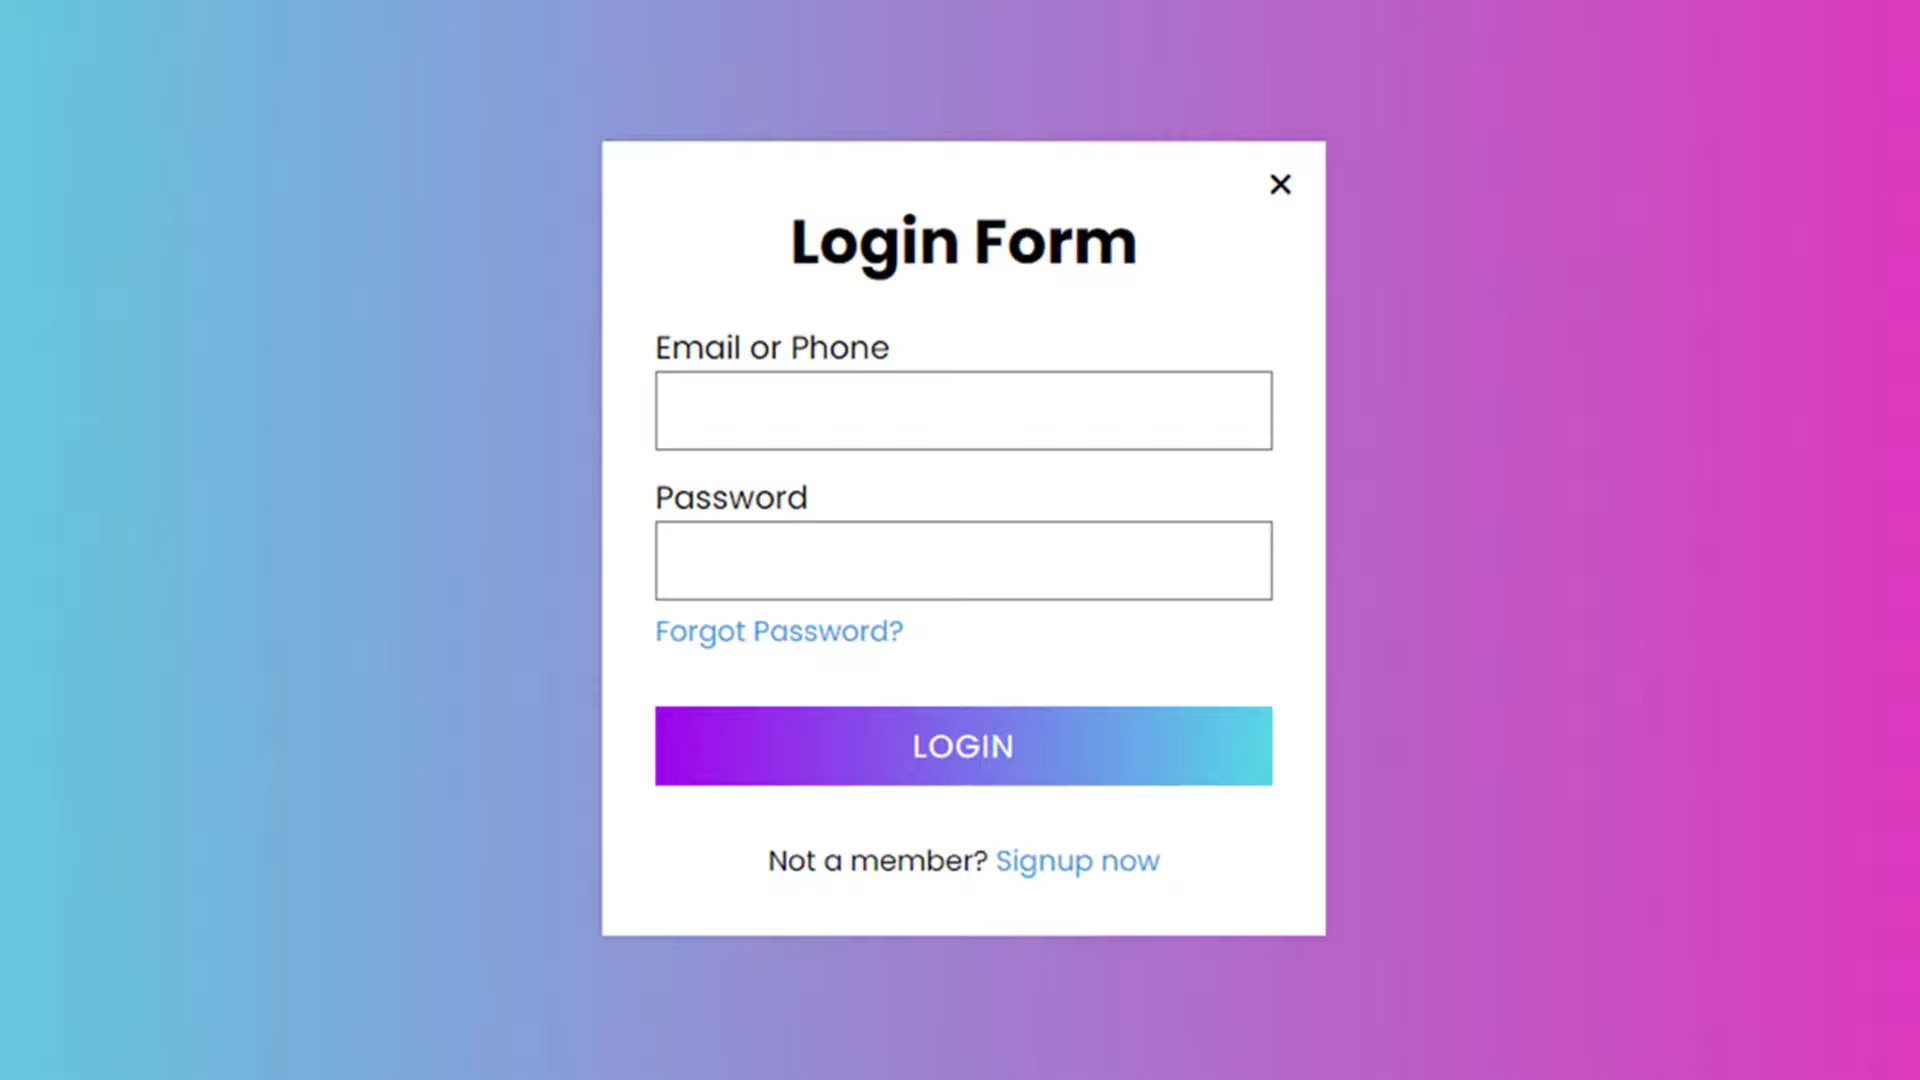 Login Form
Email or Phone
Password
Forgot Password?
LOGIN
Not a member? Signup now